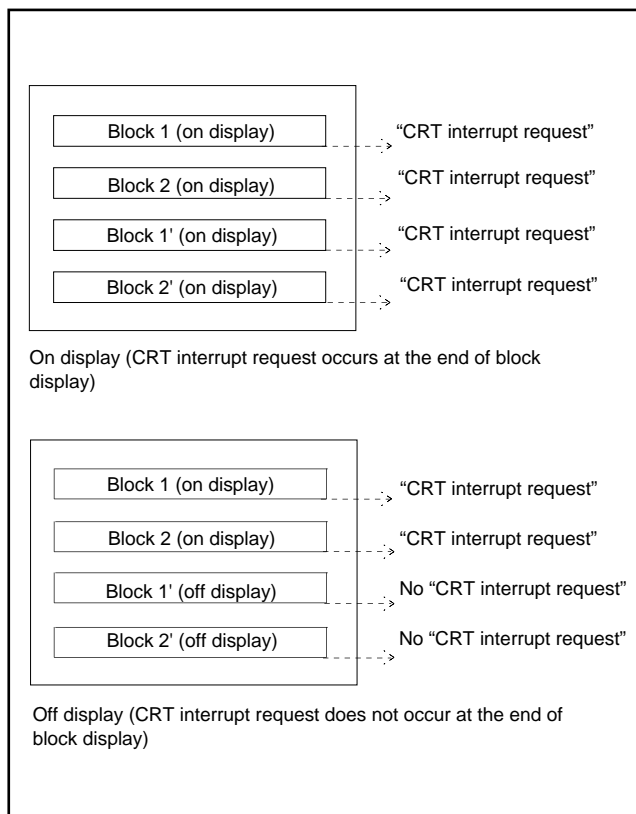 Block 1 (on display)
“CRT interrupt request”
Block 2 (on display)
“CRT interrupt request”
Block 1' (on display)
“CRT interrupt request”
Block 2' (on display)
“CRT interrupt request”
On display (CRT interrupt request occurs at the end of block
display)
Block 1 (on display)
“CRT interrupt request”
Block 2 (on display)
“CRT interrupt request”
Block 1' (off display)
No “CRT interrupt request”
Block 2' (off display)
No “CRT interrupt request”
Off display (CRT interrupt request does not occur at the end of
block display)